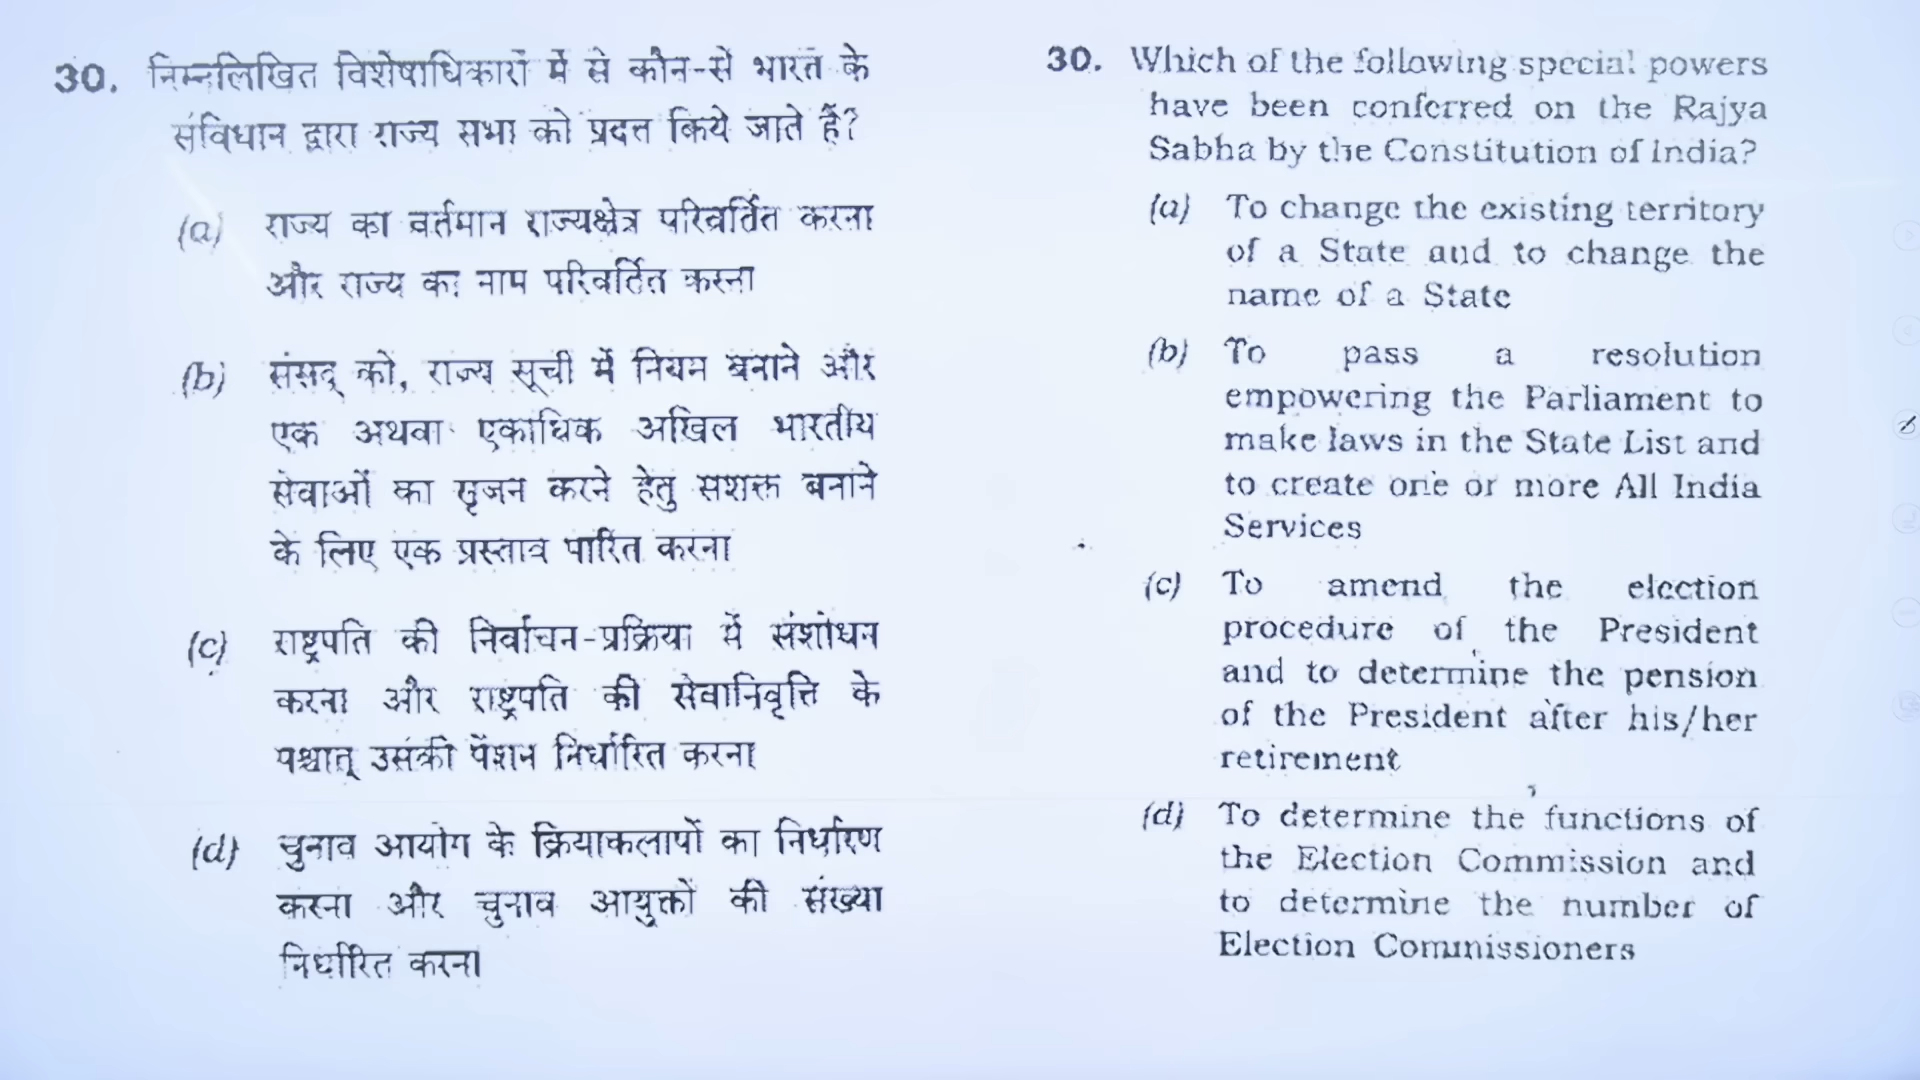 30. निम्नलिखित विशेषाधिकारों में से कौन-से भारत के
संविधान द्वारा राज्य सभा को प्रदत्त किये जाते हैं?
(a) राज्य का वर्तमान राज्यक्षेत्र परिवर्तित करना
और राज्य का नाम परिवर्तित करना
(b) संसद् को, राज्य सूची में नियम बनाने और
एक अथवा एकाधिक अखिल भारतीय
सेवाओं का सृजन करने हेतु सशक्त बनाने
के लिए एक प्रस्ताव पारित करना
(c) राष्ट्रपति की निर्वाचन-प्रक्रिया में संशोधन
करना और राष्ट्रपति की सेवानिवृत्ति के
पश्चात् उसकी पेंशन निर्धारित करना
(d) चुनाव आयोग के क्रियाकलापों का निर्धारण
करना और चुनाव आयुक्तों की संख्या
निर्धारित करना
30. Which of the following special powers
have been conferred on the Rajya
Sabha by the Constitution of India?
(a) To change the existing territory
of a State and to change the
name of a State
(b) To pass a resolution
empowering the Parliament to
make laws in the State List and
to create one or more All India
Services
(c) To amend the election
procedure of the President
and to determine the pension
of the President after his/her
retirement
(d) To determine the functions of
the Election Commission and
to determine the number of
Election Commissioners